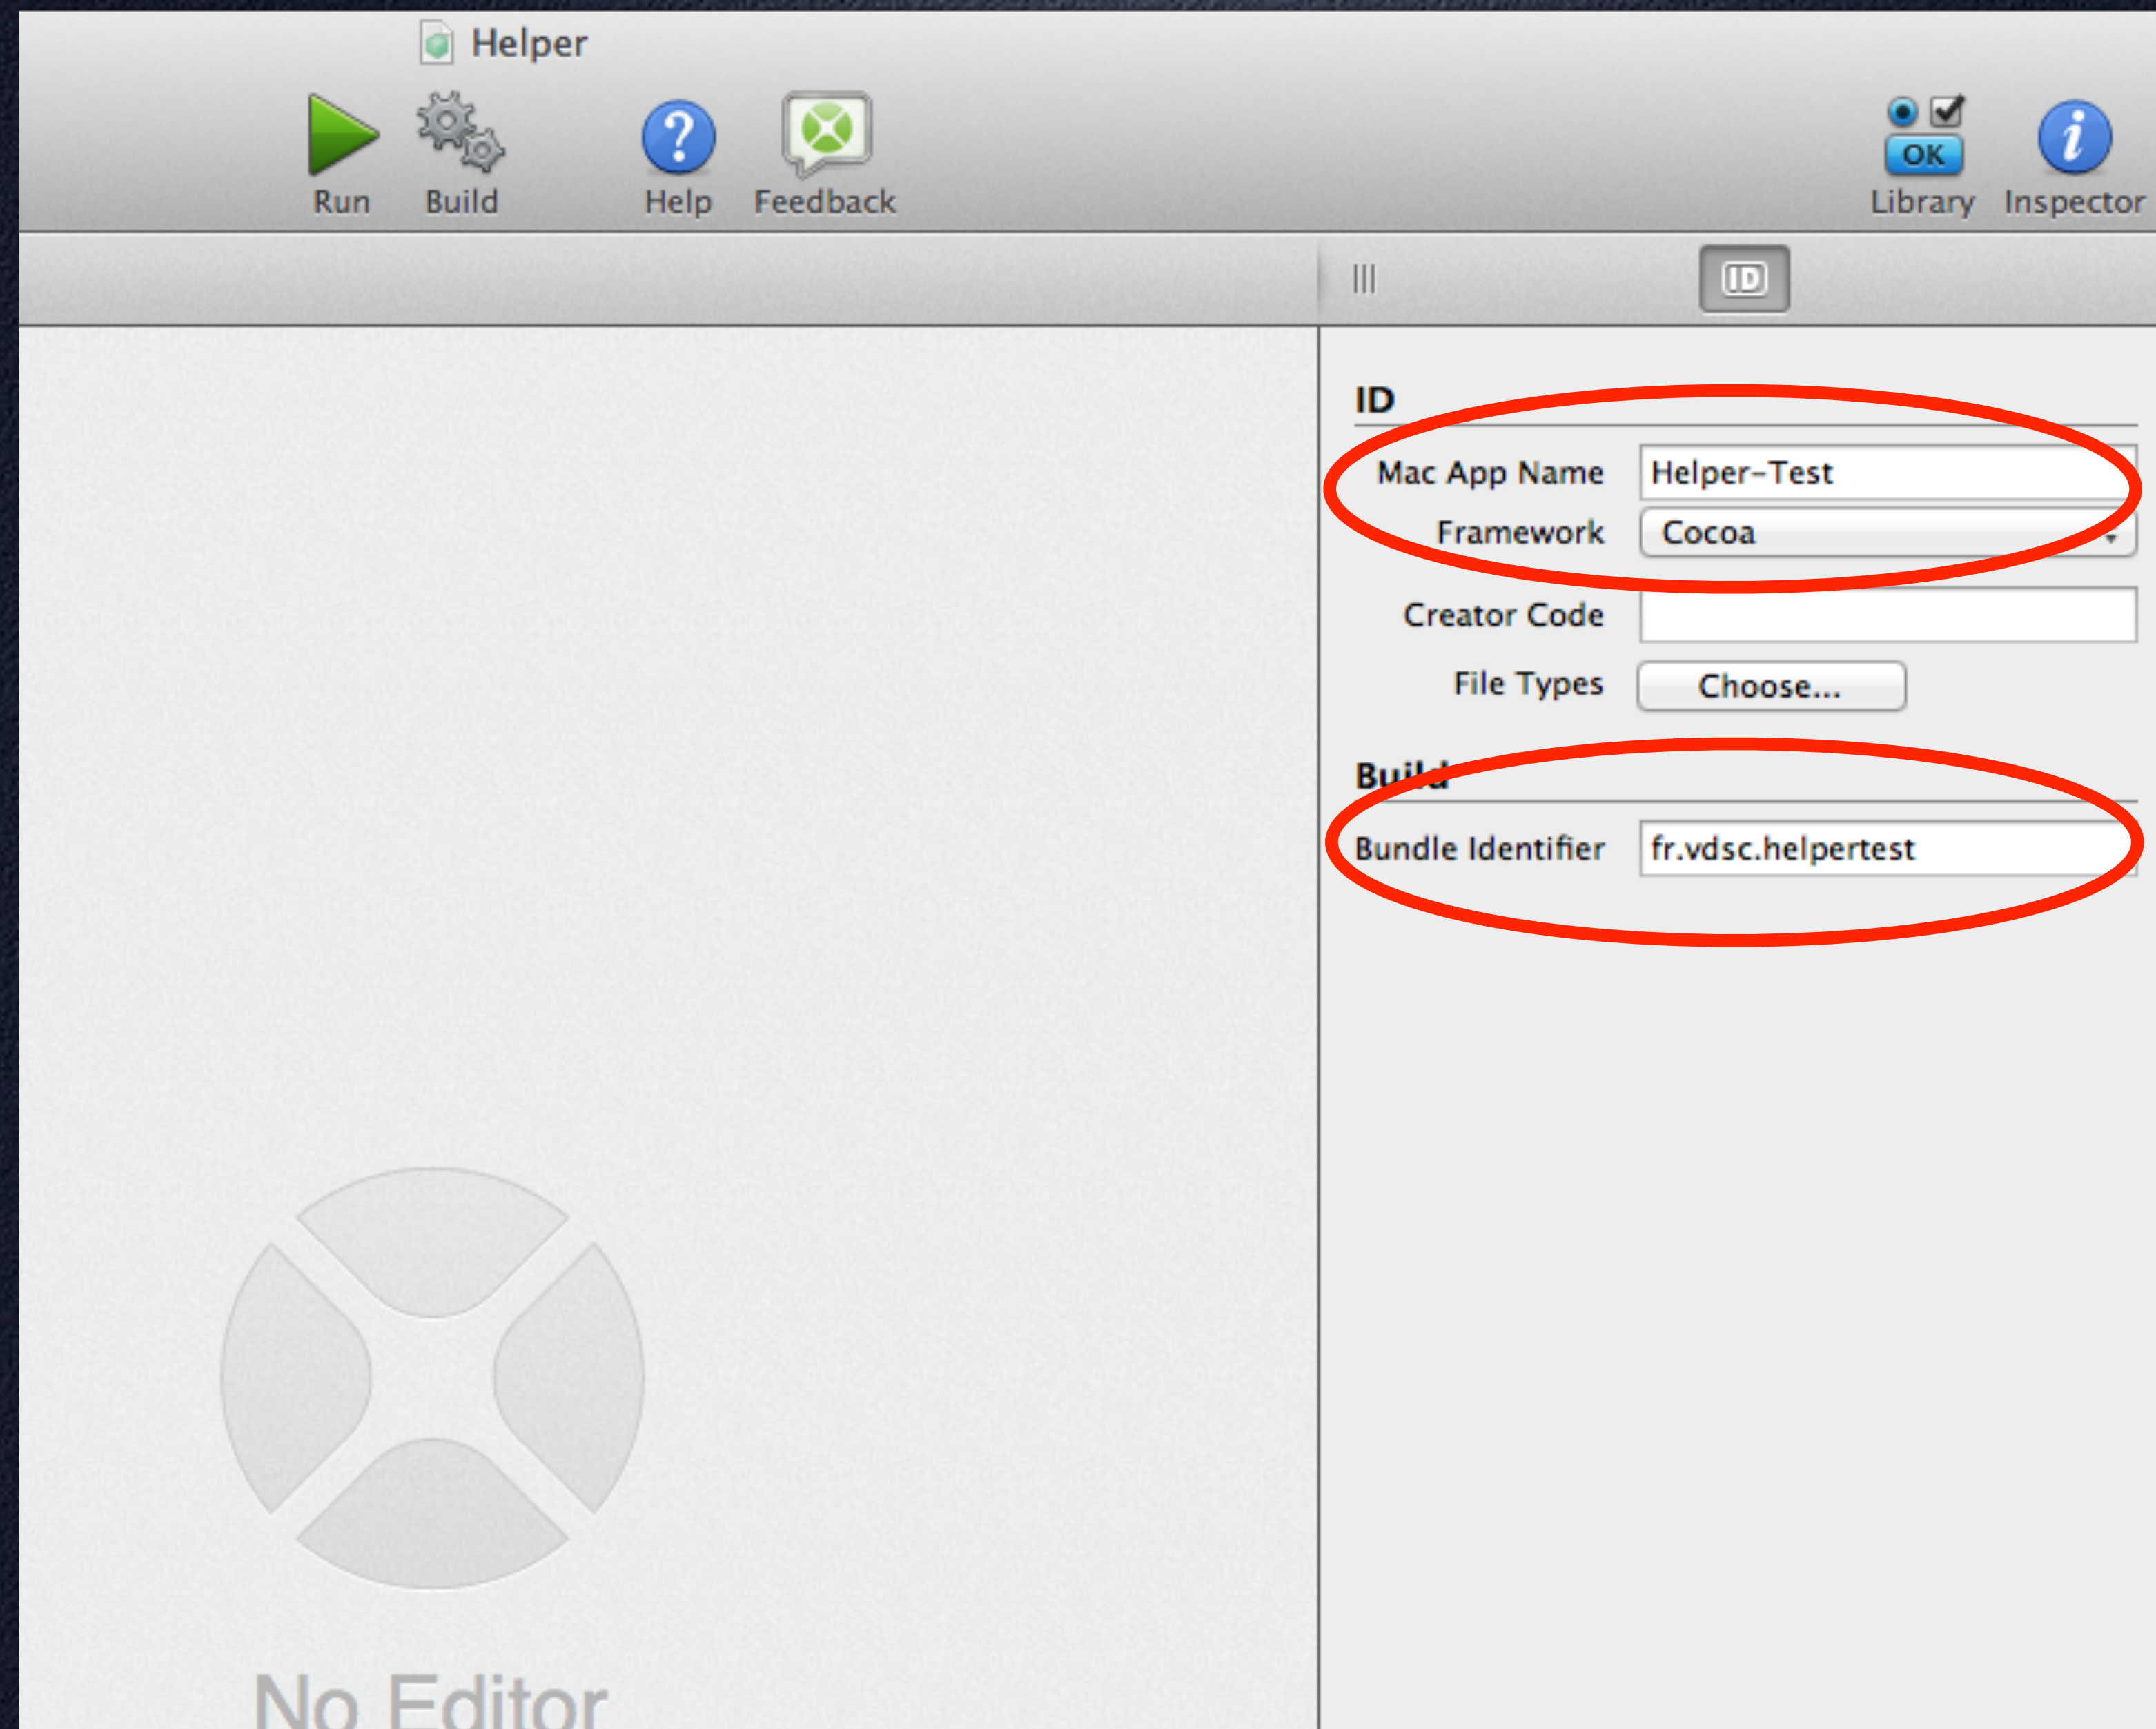 Helper
Run Build Help Feedback Library Inspector
ID
ID
Mac App Name Helper-Test
Framework Cocoa
Creator Code
File Types Choose...
Build
Bundle Identifier fr.vdsc.helpertest
OK
No Editor